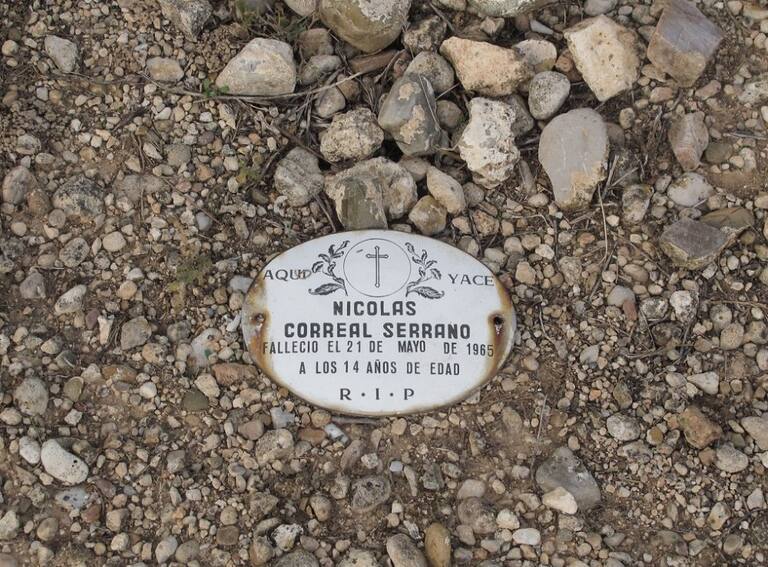 AQUI YACE
NICOLAS
CORREAL SERRANO
FALLECIO EL 21 DE MAYO DE 1965
A LOS 14 AÑOS DE EDAD
R·I·P